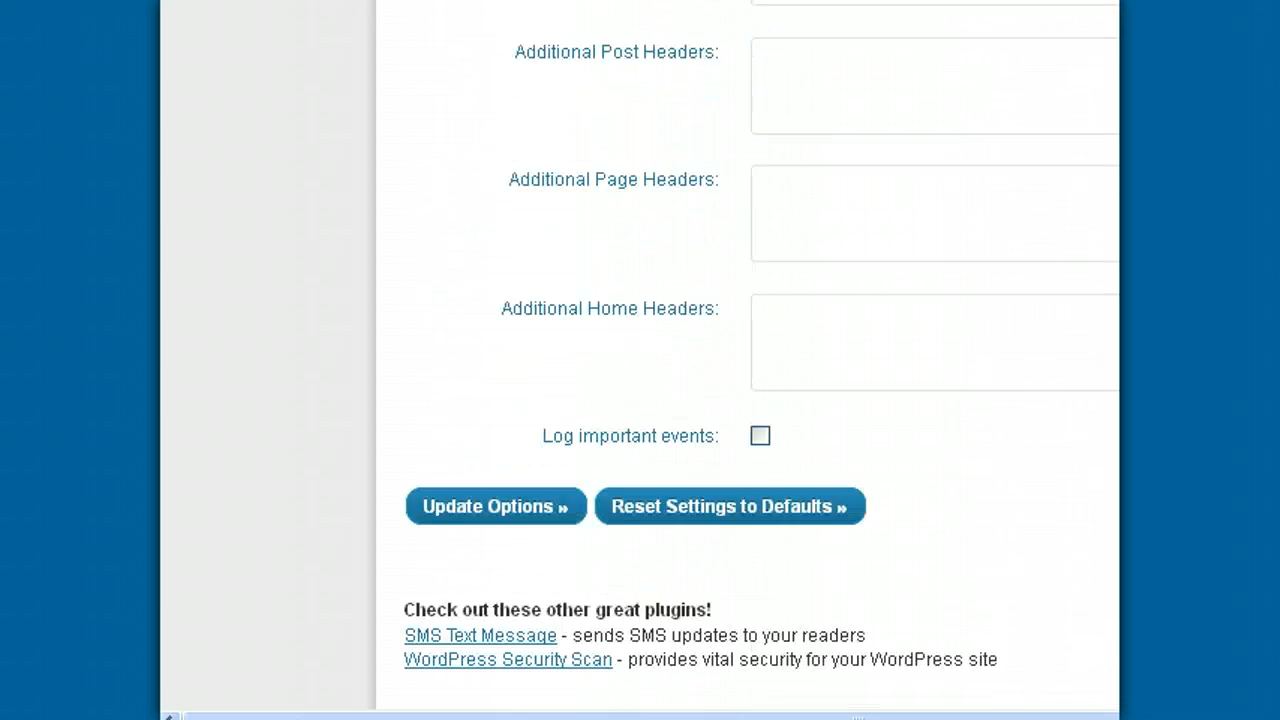 Additional Post Headers:
Additional Page Headers:
Additional Home Headers:
Log important events:
Update Options » Reset Settings to Defaults »
Check out these other great plugins!
SMS Text Message - sends SMS updates to your readers
WordPress Security Scan - provides vital security for your WordPress site